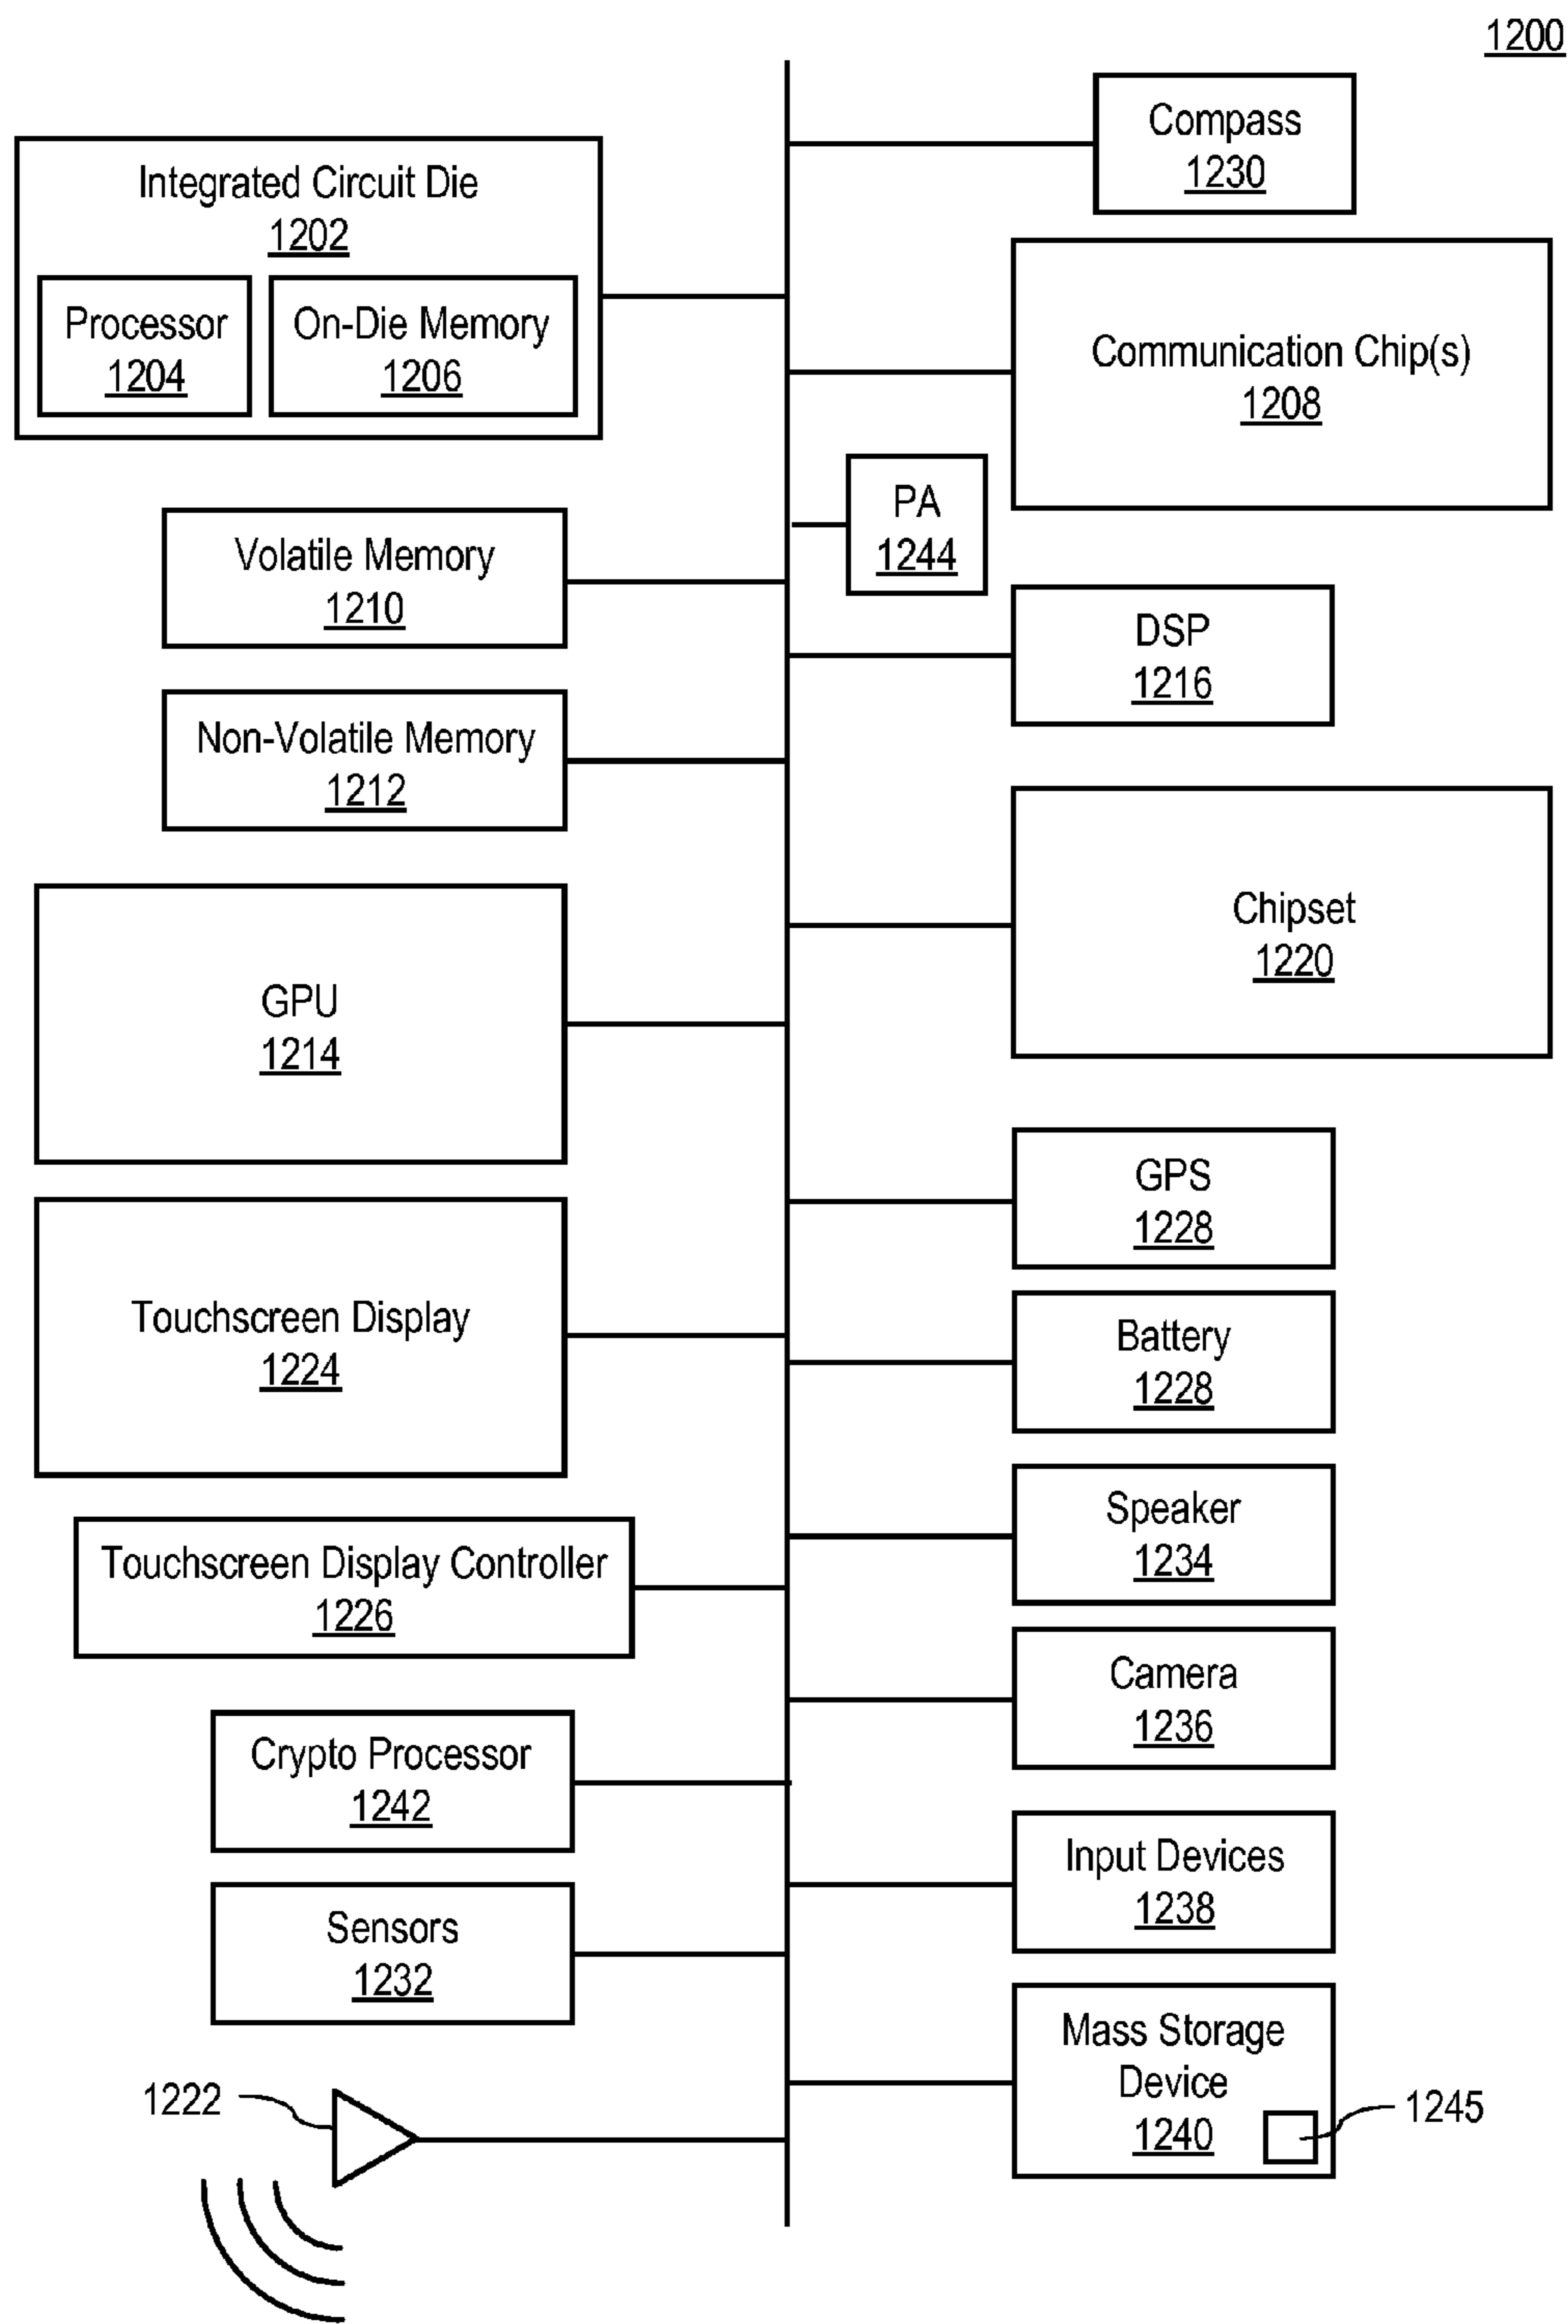 1200
Integrated Circuit Die
1202
Processor
1204
On-Die Memory
1206
Volatile Memory
1210
Non-Volatile Memory
1212
GPU
1214
Touchscreen Display
1224
Touchscreen Display Controller
1226
Crypto Processor
1242
Sensors
1232
1222
Compass
1230
Communication Chip(s)
1208
PA
1244
DSP
1216
Chipset
1220
GPS
1228
Battery
1228
Speaker
1234
Camera
1236
Input Devices
1238
Mass Storage
Device
1240
1245